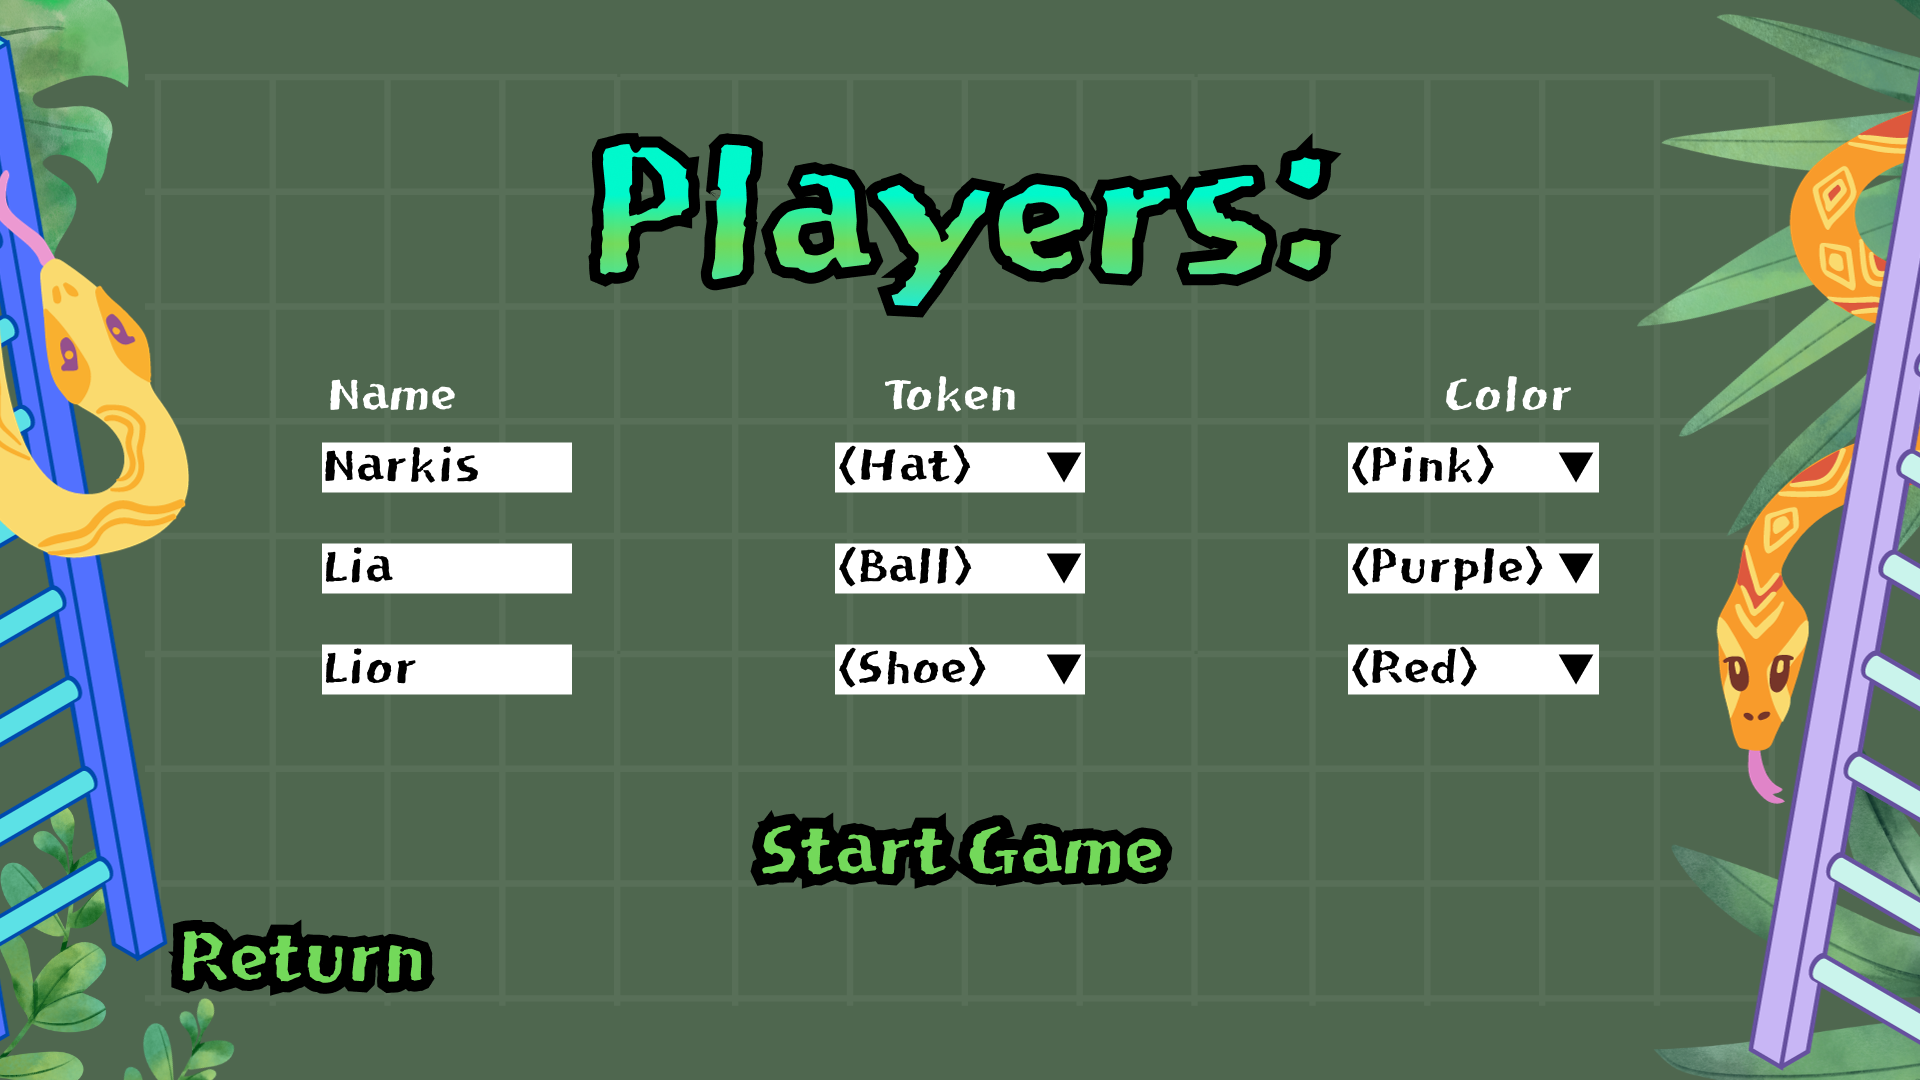 Players:
Name Token Color
Narkis <Hat> ▼ <Pink> ▼
Lia <Ball> ▼ <Purple> ▼
Lior <Shoe> ▼ <Red> ▼
Start Game
Return